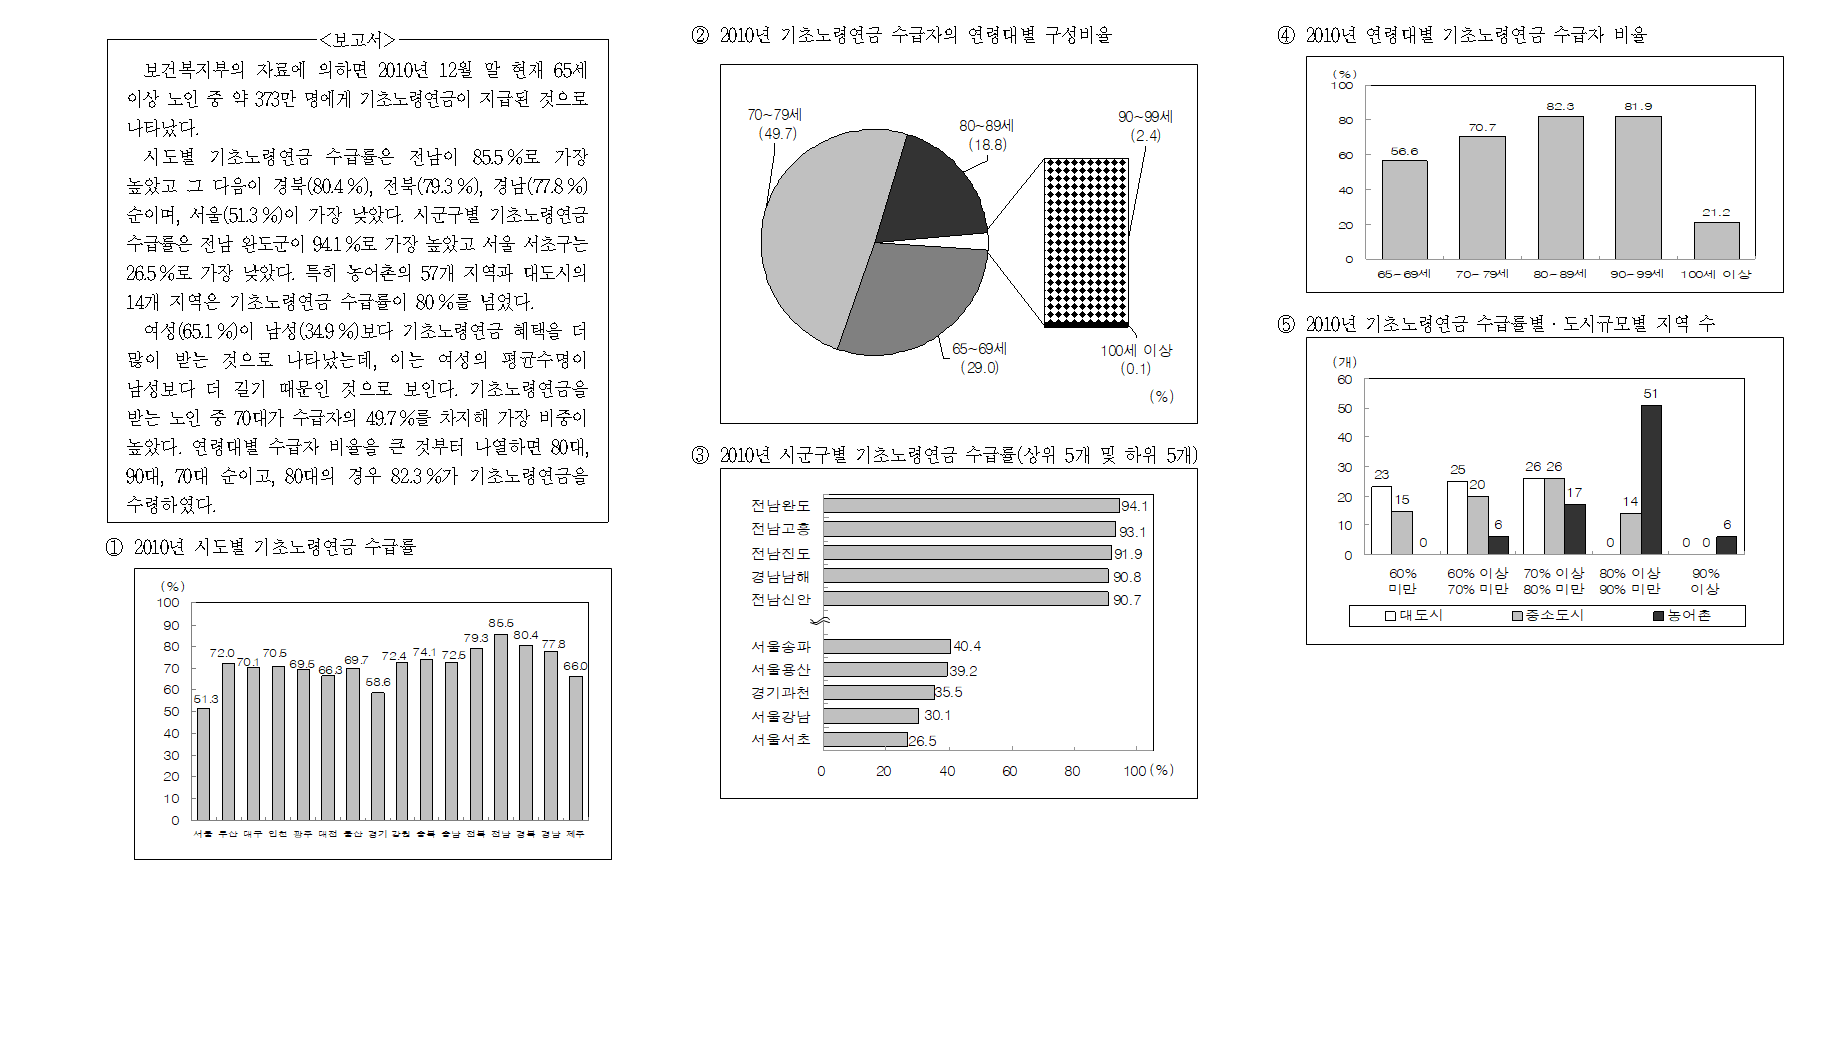 <보고서>
보건복지부의 자료에 의하면 2010년 12월 말 현재 65세
이상 노인 중 약 373만 명에게 기초노령연금이 지급된 것으로
나타났다.
시도별 기초노령연금 수급률은 전남이 85.5%로 가장
높았고 그 다음이 경북(80.4%), 전북(79.3%), 경남(77.8%)
순이며, 서울(51.3%)이 가장 낮았다. 시군구별 기초노령연금
수급률은 전남 완도군이 94.1%로 가장 높았고 서울 서초구는
26.5%로 가장 낮았다. 특히 농어촌의 57개 지역과 대도시의
14개 지역은 기초노령연금 수급률이 80%를 넘었다.
여성(65.1%)이 남성(34.9%)보다 기초노령연금 혜택을 더
많이 받는 것으로 나타났는데, 이는 여성의 평균수명이
남성보다 더 길기 때문인 것으로 보인다. 기초노령연금을
받는 노인 중 70대가 수급자의 49.7%를 차지해 가장 비중이
높았다. 연령대별 수급자 비율을 큰 것부터 나열하면 80대,
90대, 70대 순이고, 80대의 경우 82.3%가 기초노령연금을
수령하였다.
① 2010년 시도별 기초노령연금 수급률
(%)
100
90
80
70
60
50
40
30
20
10
0
51.3 72.0 70.1 70.5 69.5 66.3 69.7 58.6 72.4 74.1 72.5 79.3 85.5 80.4 77.8 66.0
서울 부산 대구 인천 광주 대전 울산 경기 강원 충북 충남 전북 전남 경북 경남 제주
② 2010년 기초노령연금 수급자의 연령대별 구성비율
70~79세
(49.7)
80~89세
(18.8)
90~99세
(2.4)
65~69세
(29.0)
100세 이상
(0.1)
(%)
③ 2010년 시군구별 기초노령연금 수급률(상위 5개 및 하위 5개)
전남완도 94.1
전남고흥 93.1
전남진도 91.9
경남남해 90.8
전남신안 90.7
서울송파 40.4
서울용산 39.2
경기과천 35.5
서울강남 30.1
서울서초 26.5
0 20 40 60 80 100 (%)
④ 2010년 연령대별 기초노령연금 수급자 비율
(%)
100
80
60
40
20
0
56.6 70.7 82.3 81.9 21.2
65~69세 70~79세 80~89세 90~99세 100세 이상
⑤ 2010년 기초노령연금 수급률별·도시규모별 지역 수
(개)
60
50
40
30
20
10
0
23 15 0 25 20 6 26 26 17 0 14 51 0 0 6
60% 60% 이상 70% 이상 80% 이상 90%
미만 70% 미만 80% 미만 90% 미만 이상
대도시 중소도시 농어촌